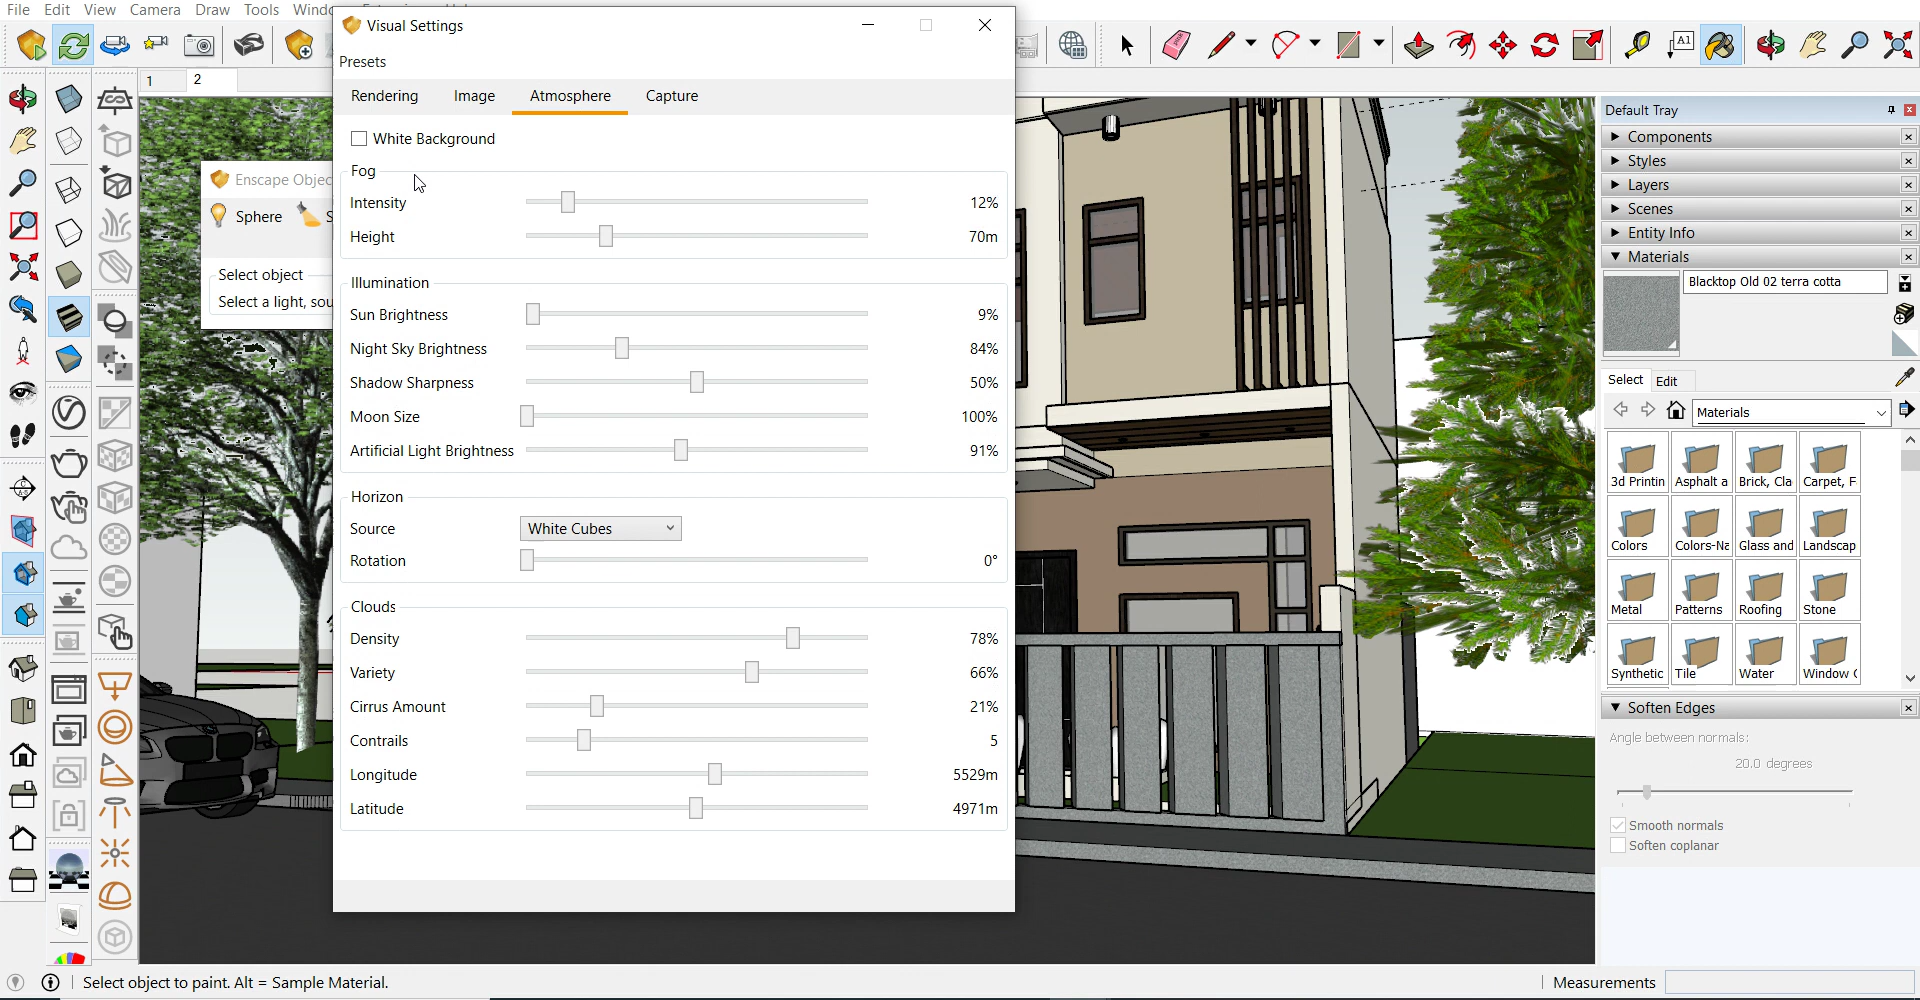 File Edit View Camera Draw Tools
Visual Settings
Presets
Rendering Image Atmosphere Capture
White Background
Fog
Intensity 12%
Height 70m
Illumination
Sun Brightness 9%
Night Sky Brightness 84%
Shadow Sharpness 50%
Moon Size 100%
Artificial Light Brightness 91%
Horizon
Source White Cubes
Rotation 0°
Clouds
Density 78%
Variety 66%
Cirrus Amount 21%
Contrails 5
Longitude 5529m
Latitude 4971m
1 2
Enscape Objec
Sphere S
Select object
Select a light, sou
A1
Default Tray
Components
Styles
Layers
Scenes
Entity Info
Materials
Blacktop Old 02 terra cotta
Select Edit
Materials
3d Printin Asphalt a Brick, Cla Carpet, F
Colors Colors-Na Glass and Landscap
Metal Patterns Roofing Stone
Synthetic Tile Water Window C
Soften Edges
Angle between normals:
20.0 degrees
Smooth normals
Soften coplanar
Select object to paint. Alt = Sample Material.
Measurements